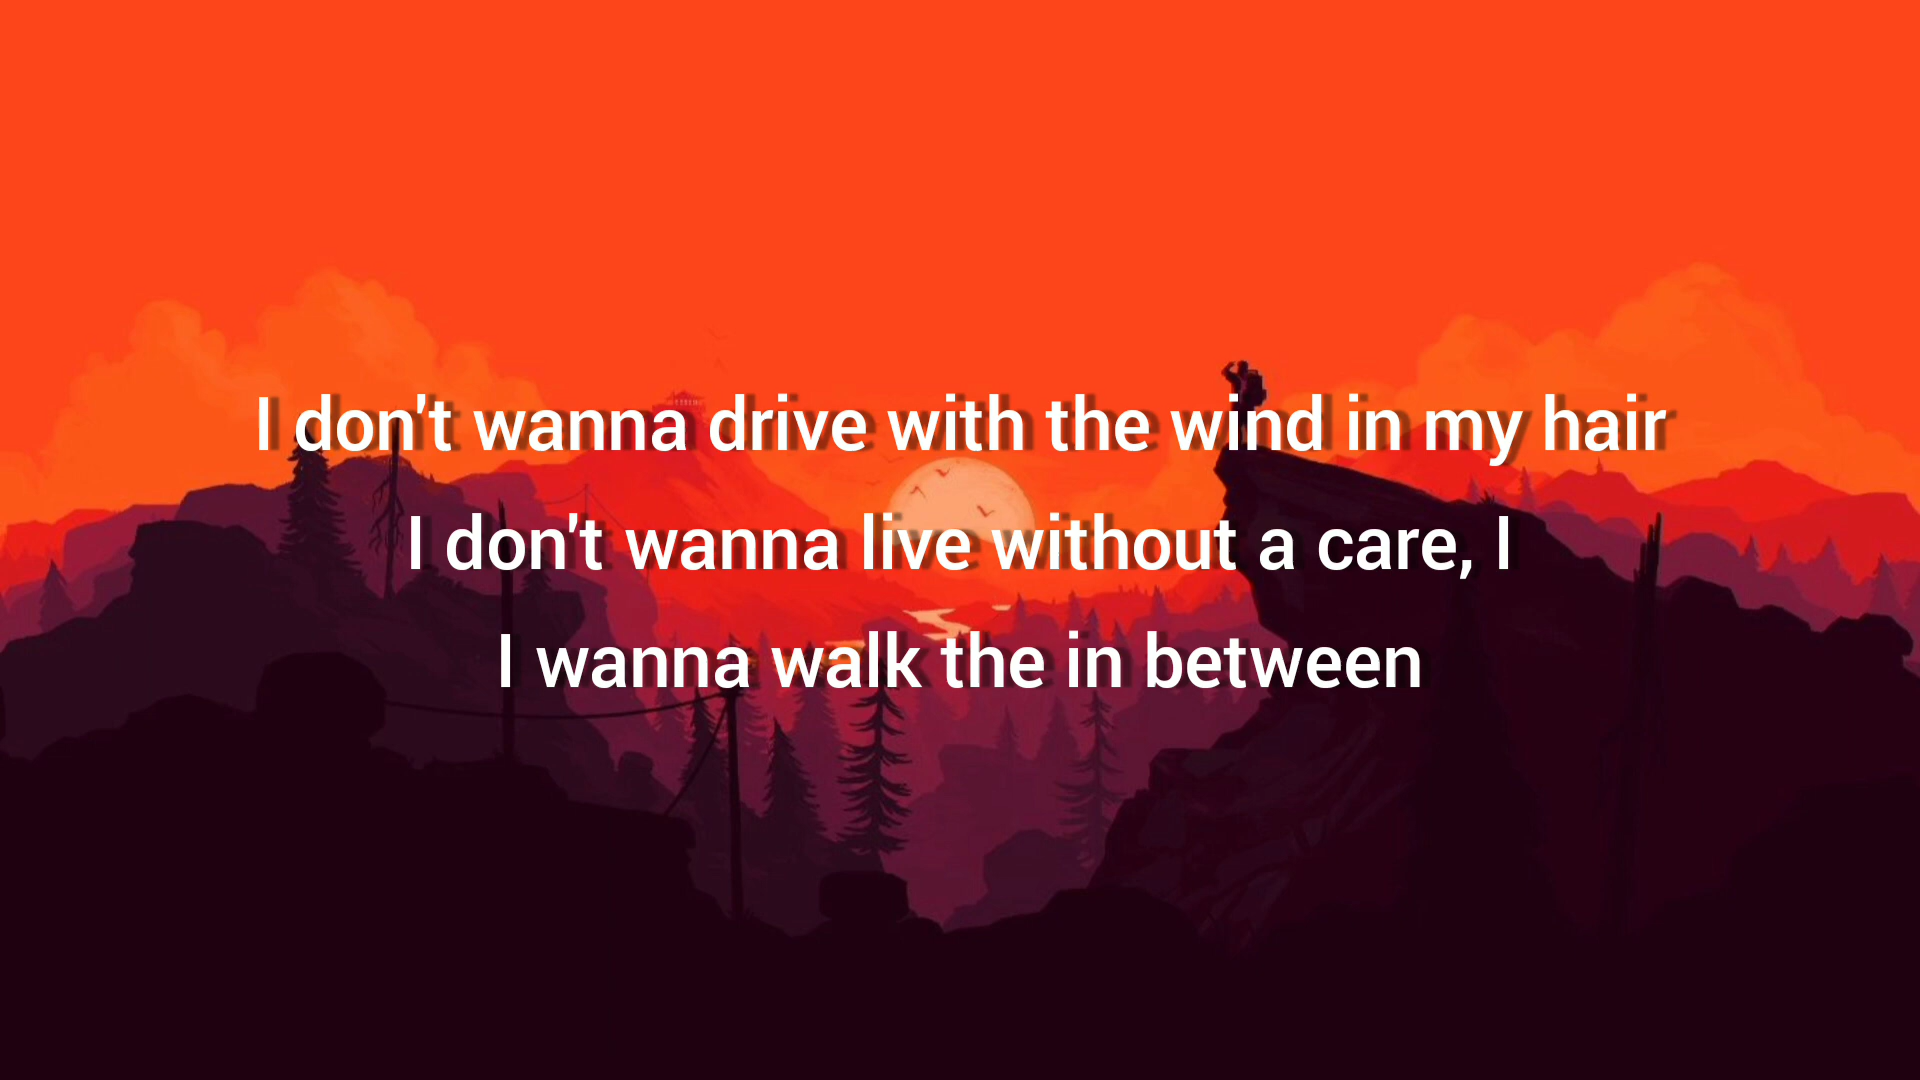 I don't wanna drive with the wind in my hair
I don't wanna live without a care, I
I wanna walk the in between